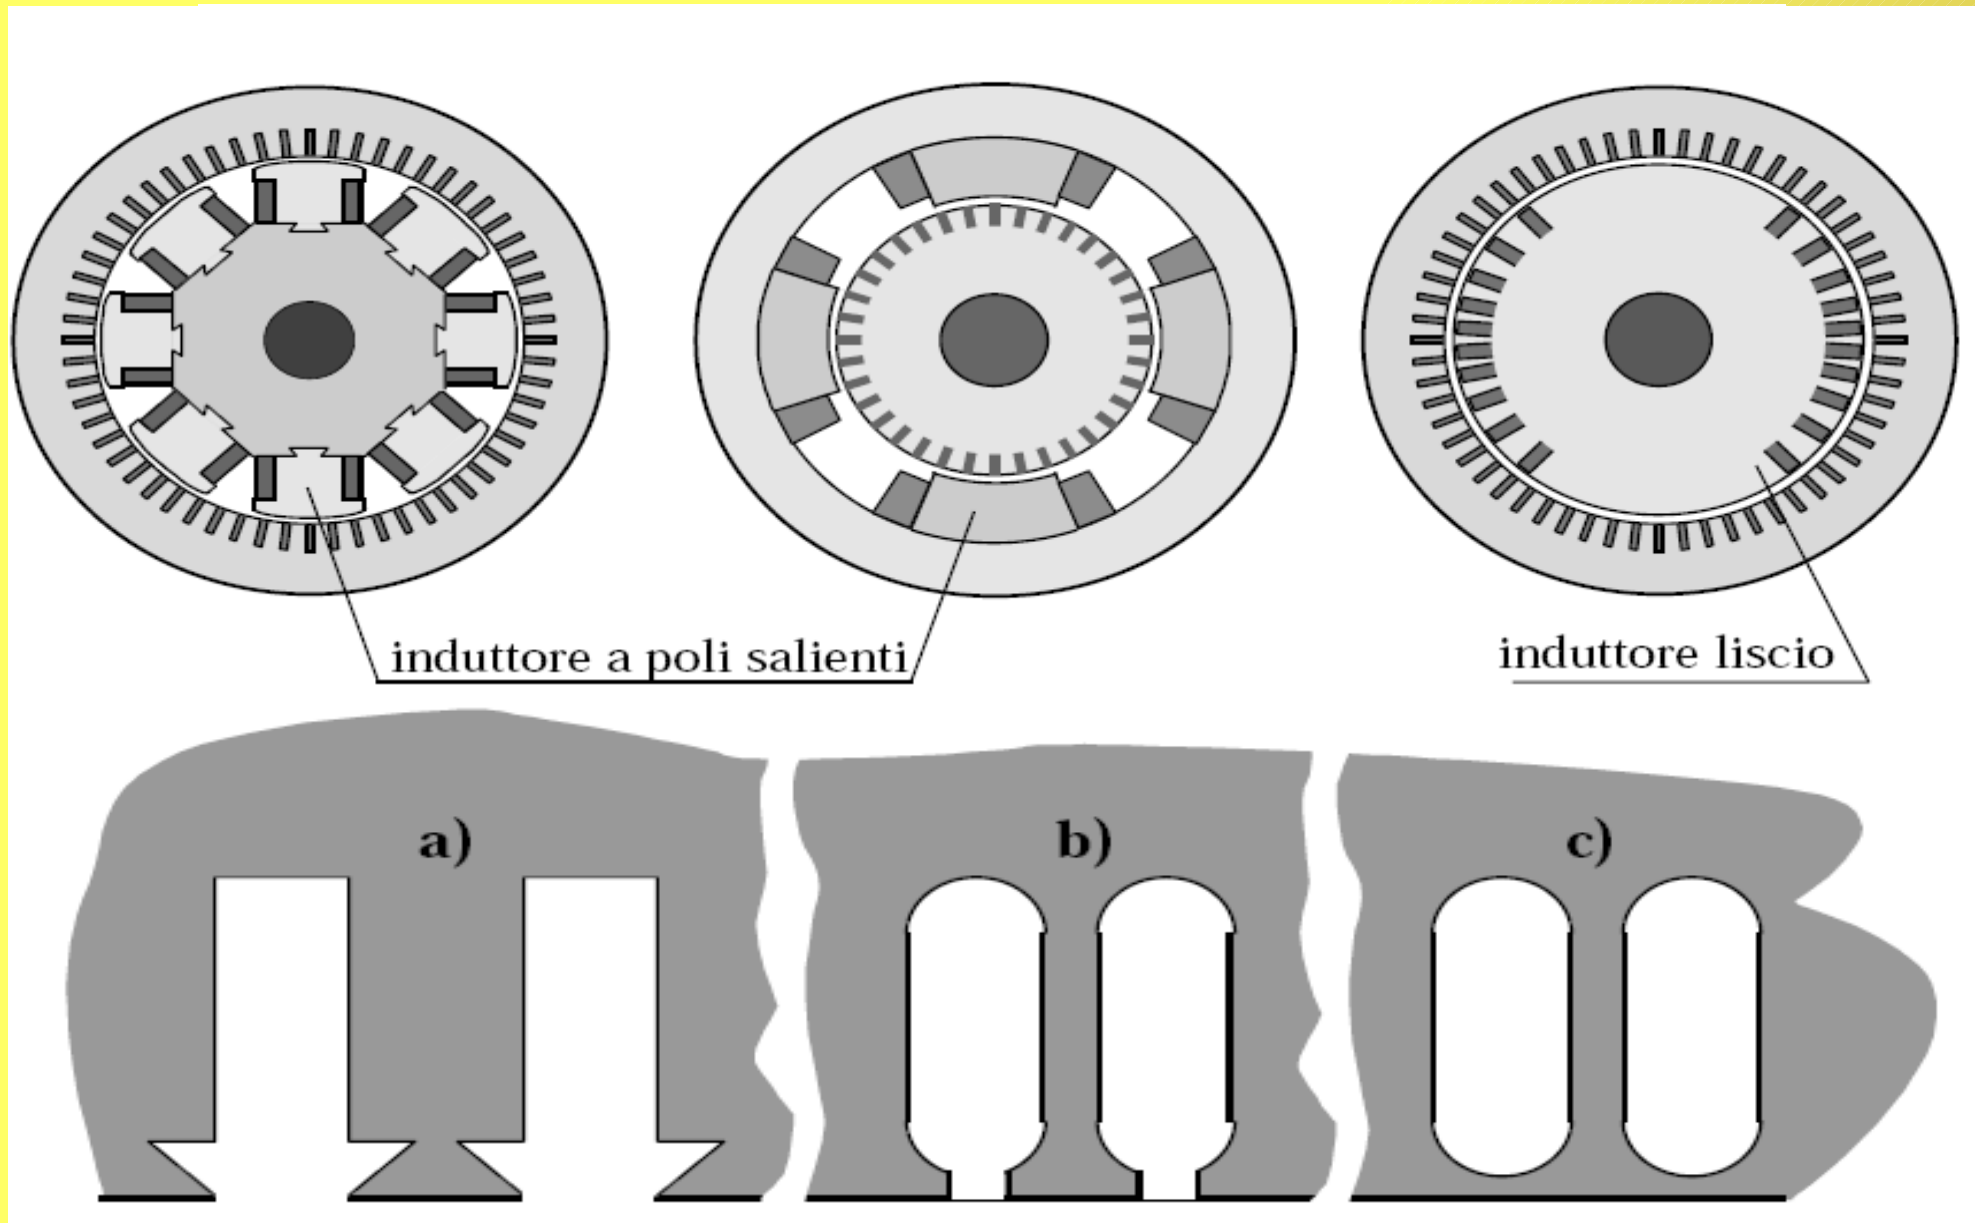 induttore a poli salienti
induttore liscio
a)
b)
c)